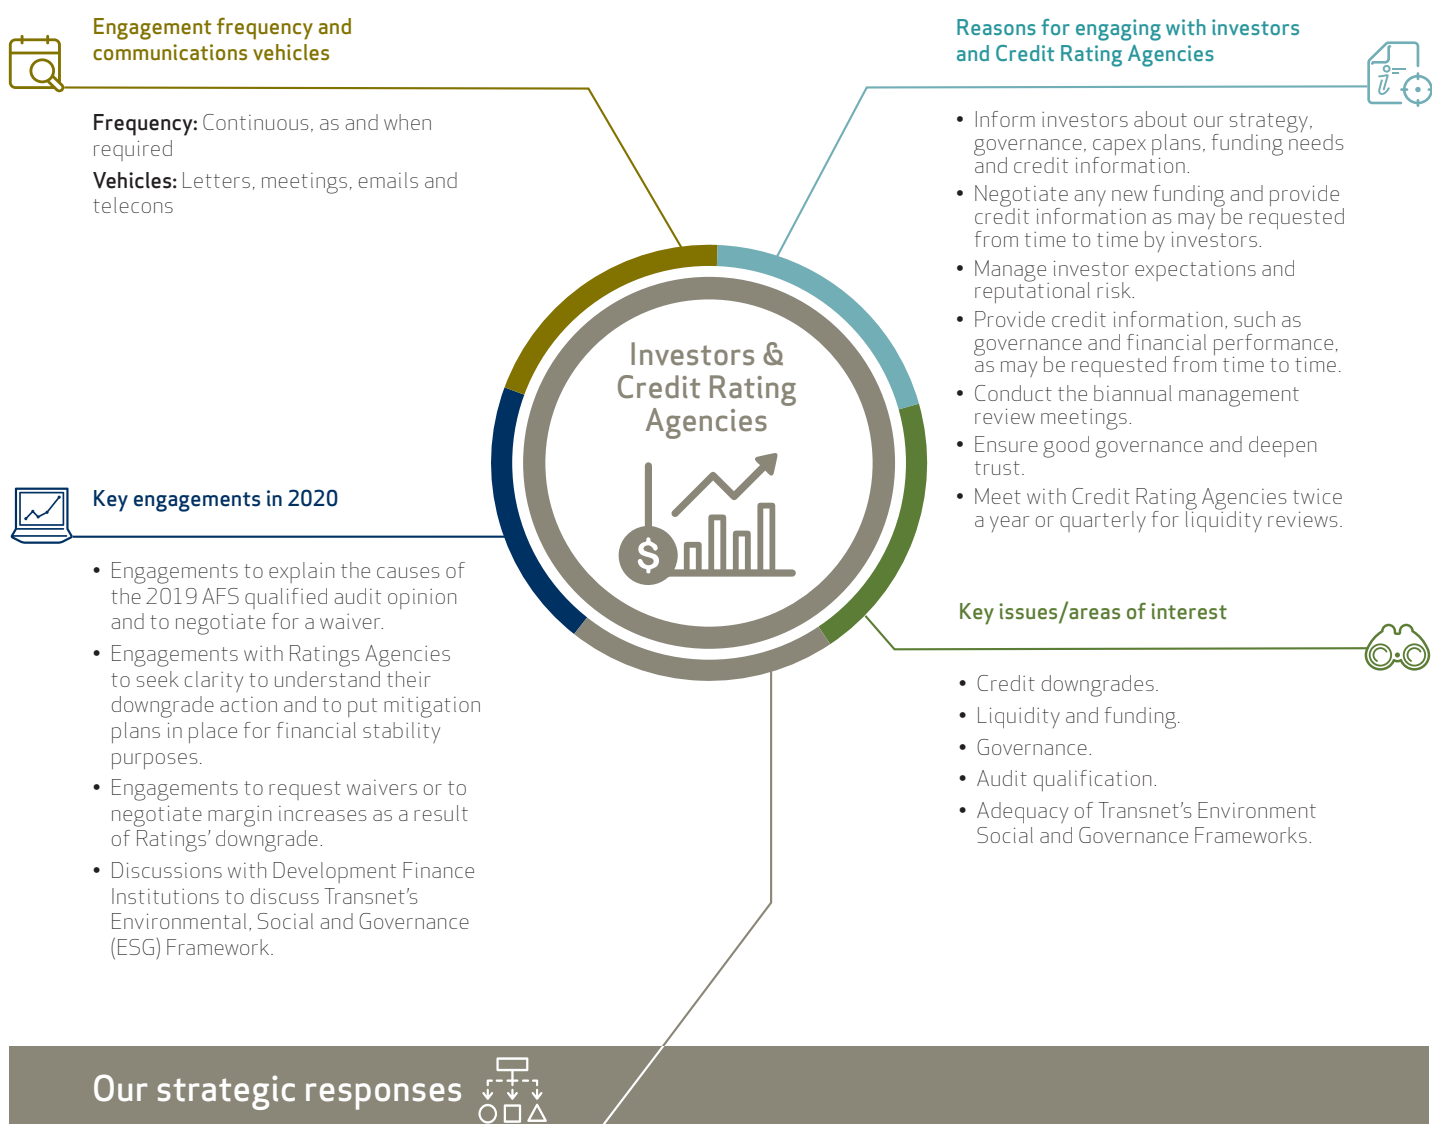 Engagement frequency and
communications vehicles
Frequency: Continuous, as and when
required
Vehicles: Letters, meetings, emails and
telecons
Reasons for engaging with investors
and Credit Rating Agencies
• Inform investors about our strategy,
governance, capex plans, funding needs
and credit information.
• Negotiate any new funding and provide
credit information as may be requested
from time to time by investors.
• Manage investor expectations and
reputational risk.
• Provide credit information, such as
governance and financial performance,
as may be requested from time to time.
• Conduct the biannual management
review meetings.
• Ensure good governance and deepen
trust.
• Meet with Credit Rating Agencies twice
a year or quarterly for liquidity reviews.
Investors &
Credit Rating
Agencies
$
Key engagements in 2020
• Engagements to explain the causes of
the 2019 AFS qualified audit opinion
and to negotiate for a waiver.
• Engagements with Ratings Agencies
to seek clarity to understand their
downgrade action and to put mitigation
plans in place for financial stability
purposes.
• Engagements to request waivers or to
negotiate margin increases as a result
of Ratings' downgrade.
• Discussions with Development Finance
Institutions to discuss Transnet's
Environmental, Social and Governance
(ESG) Framework.
Key issues/areas of interest
• Credit downgrades.
• Liquidity and funding.
• Governance.
• Audit qualification.
• Adequacy of Transnet's Environment
Social and Governance Frameworks.
Our strategic responses